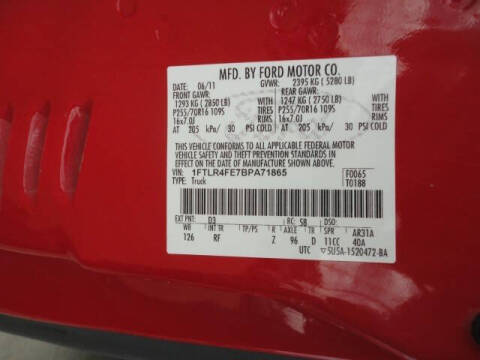 MFD. BY FORD MOTOR CO.
DATE: 06/11 GVWR: 2395 KG ( 5280 LB)
FRONT GAWR: REAR GAWR:
1293 KG ( 2850 LB) WITH 1247 KG ( 2750 LB) WITH
P255/70R16 109S TIRES P255/70R16 109S TIRES
16x7.0J RIMS 16x7.0J RIMS
AT 205 kPa/ 30 PSI COLD AT 205 kPa/ 30 PSI COLD
THIS VEHICLE CONFORMS TO ALL APPLICABLE FEDERAL MOTOR
VEHICLE SAFETY AND THEFT PREVENTION STANDARDS IN
EFFECT ON THE DATE OF MANUFACTURE SHOWN ABOVE.
VIN: 1FTLR4FE7BPA71865 F0065
TYPE: Truck T0188
EXT PNT: D3 RC: 58 DSO:
WB INT TR TP/PS R AXLE TR SPR AR31A
126 RF Z 96 D 11CC 40A
UTC ▽5U5A-1520472-BA